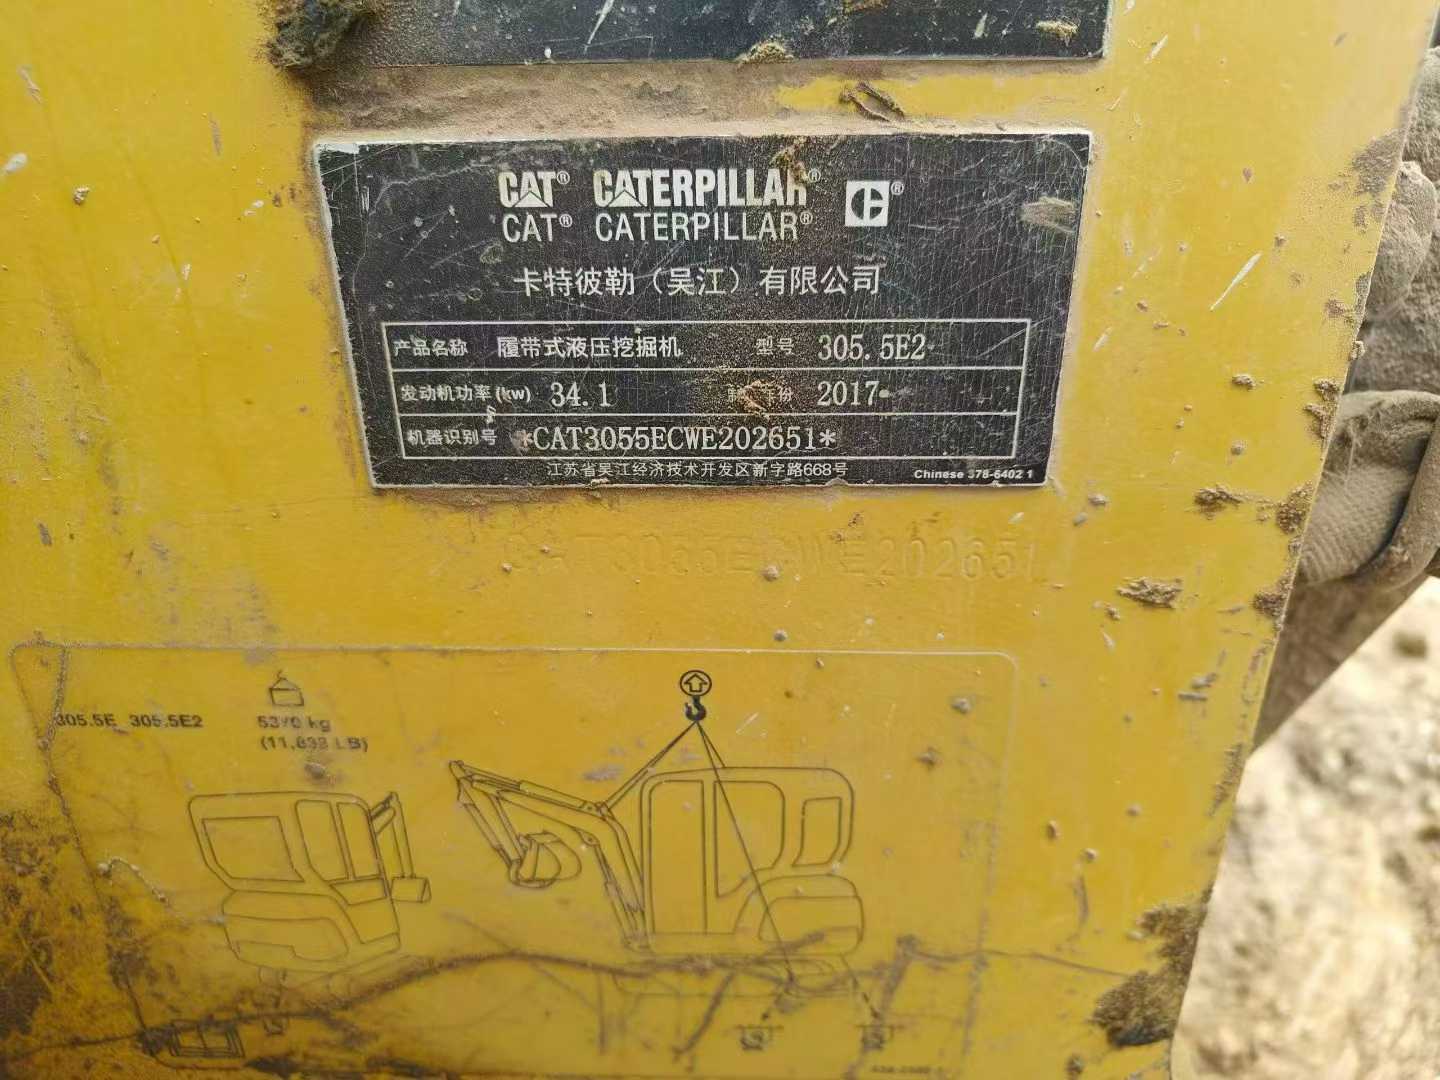 CAT® CATERPILLAR®
CAT® CATERPILLAR®
卡特彼勒（吴江）有限公司
产品名称 履带式液压挖掘机 型号 305.5E2
发动机功率(kw) 34.1 份 2017
机器识别号 *CAT3055ECWE202651*
江苏省吴江经济技术开发区新字路668号 Chinese 378-6402 1
CAT3055ECWE202651
305.5E 305.5E2 kg
LB)